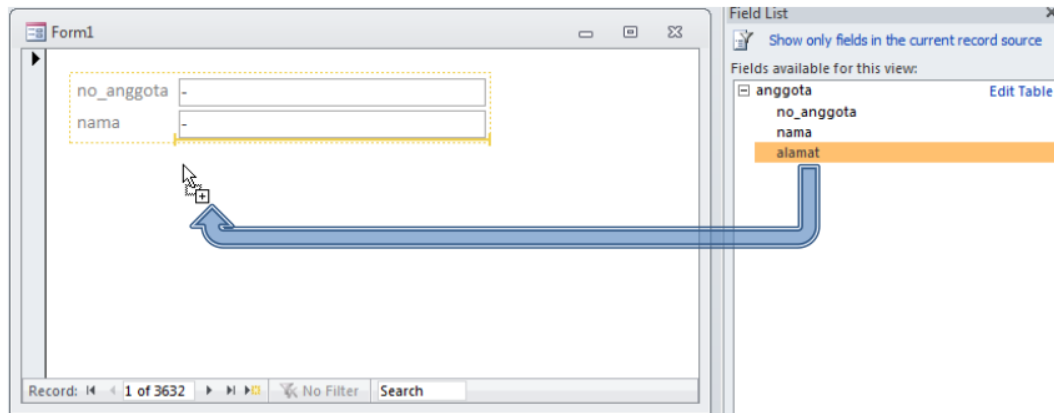 Form1
no_anggota -
nama -
Record: 1 of 3632 No Filter Search
Field List
Show only fields in the current record source
Fields available for this view:
anggota Edit Table
no_anggota
nama
alamat